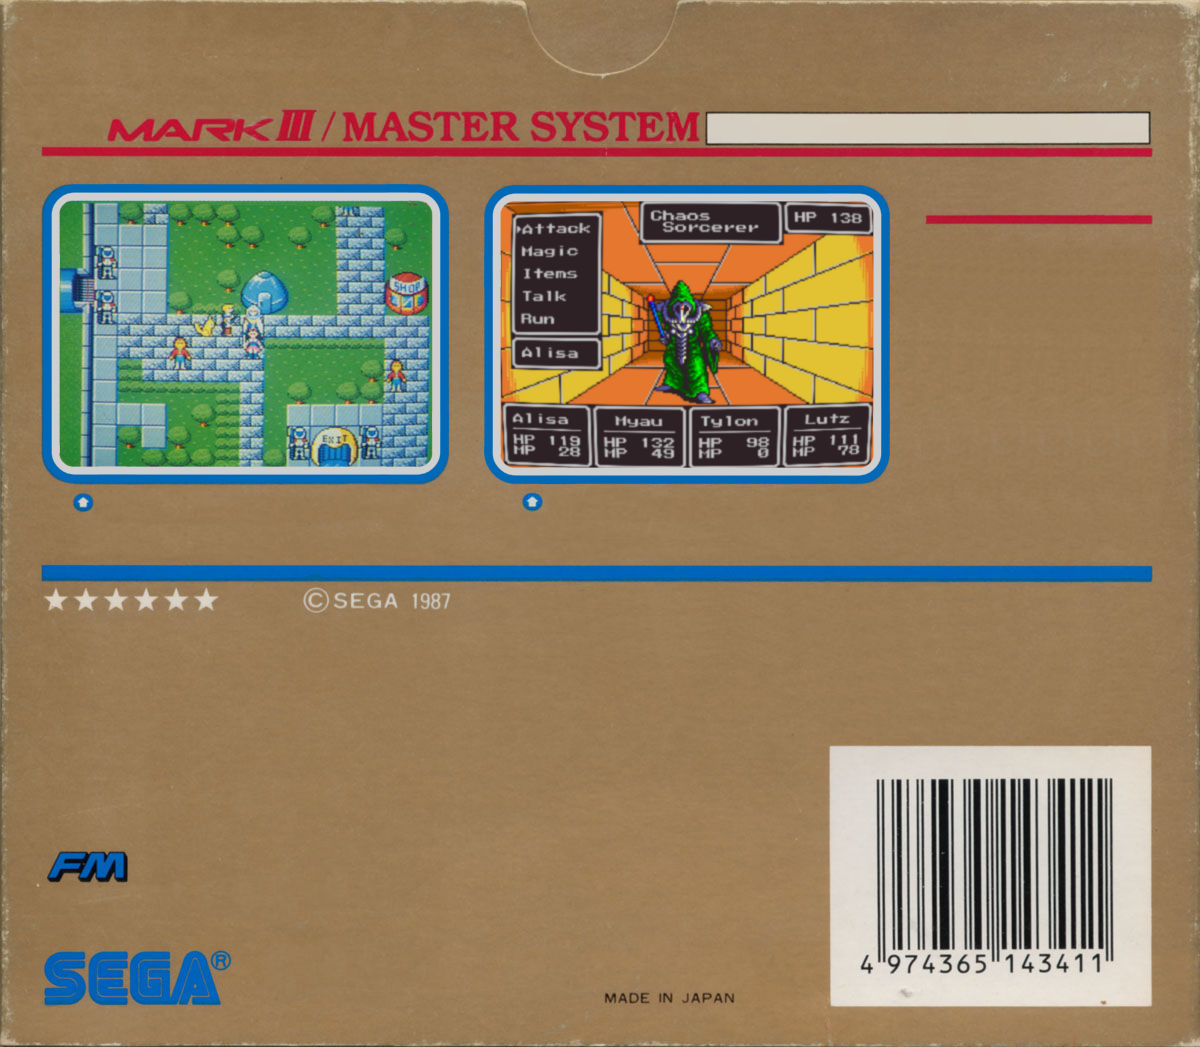 MARK III / MASTER SYSTEM
SHOP
EXIT
Chaos
Sorcerer
HP 138
Attack
Magic
Items
Talk
Run
Alisa
Alisa
HP 119
MP 28
Myau
HP 132
MP 49
Tylon
HP 98
MP 0
Lutz
HP 111
MP 78
★★★★★★
©SEGA 1987
FM
SEGA®
MADE IN JAPAN
4 974365 143411